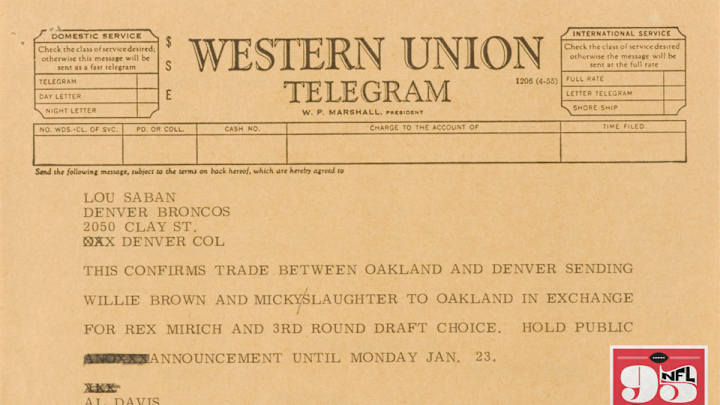 DOMESTIC SERVICE
Check the class of service desired;
otherwise this message will be
sent as a fast telegram
TELEGRAM
DAY LETTER
NIGHT LETTER
$
S
E
WESTERN UNION
TELEGRAM
1206 (4-55)
W. P. MARSHALL, PRESIDENT
INTERNATIONAL SERVICE
Check the class of service desired
otherwise the message will be
sent at the full rate
FULL RATE
LETTER TELEGRAM
SHORE-SHIP
NO. WDS.-CL. OF SVC. PD. OR COLL. CASH NO. CHARGE TO THE ACCOUNT OF TIME FILED
Send the following message, subject to the terms on back hereof, which are hereby agreed to
LOU SABAN
DENVER BRONCOS
2050 CLAY ST.
DENVER COL
THIS CONFIRMS TRADE BETWEEN OAKLAND AND DENVER SENDING
WILLIE BROWN AND MICKY/SLAUGHTER TO OAKLAND IN EXCHANGE
FOR REX MIRICH AND 3RD ROUND DRAFT CHOICE. HOLD PUBLIC
ANNOUNCEMENT UNTIL MONDAY JAN. 23.
AL DAVIS
NFL
95